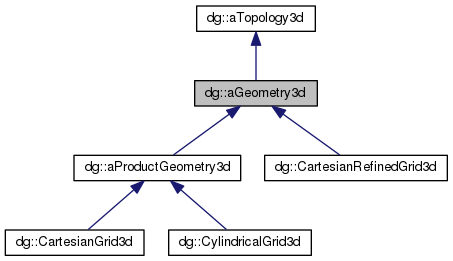 dg::aTopology3d
dg::aGeometry3d
dg::aProductGeometry3d
dg::CartesianRefinedGrid3d
dg::CartesianGrid3d
dg::CylindricalGrid3d